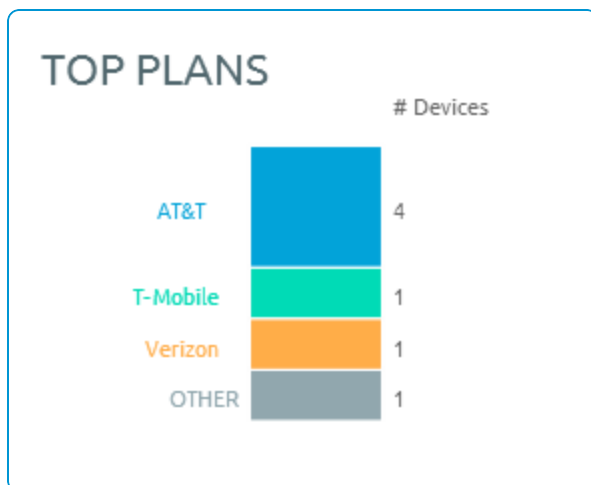 TOP PLANS
# Devices
AT&T 4
T-Mobile 1
Verizon 1
OTHER 1